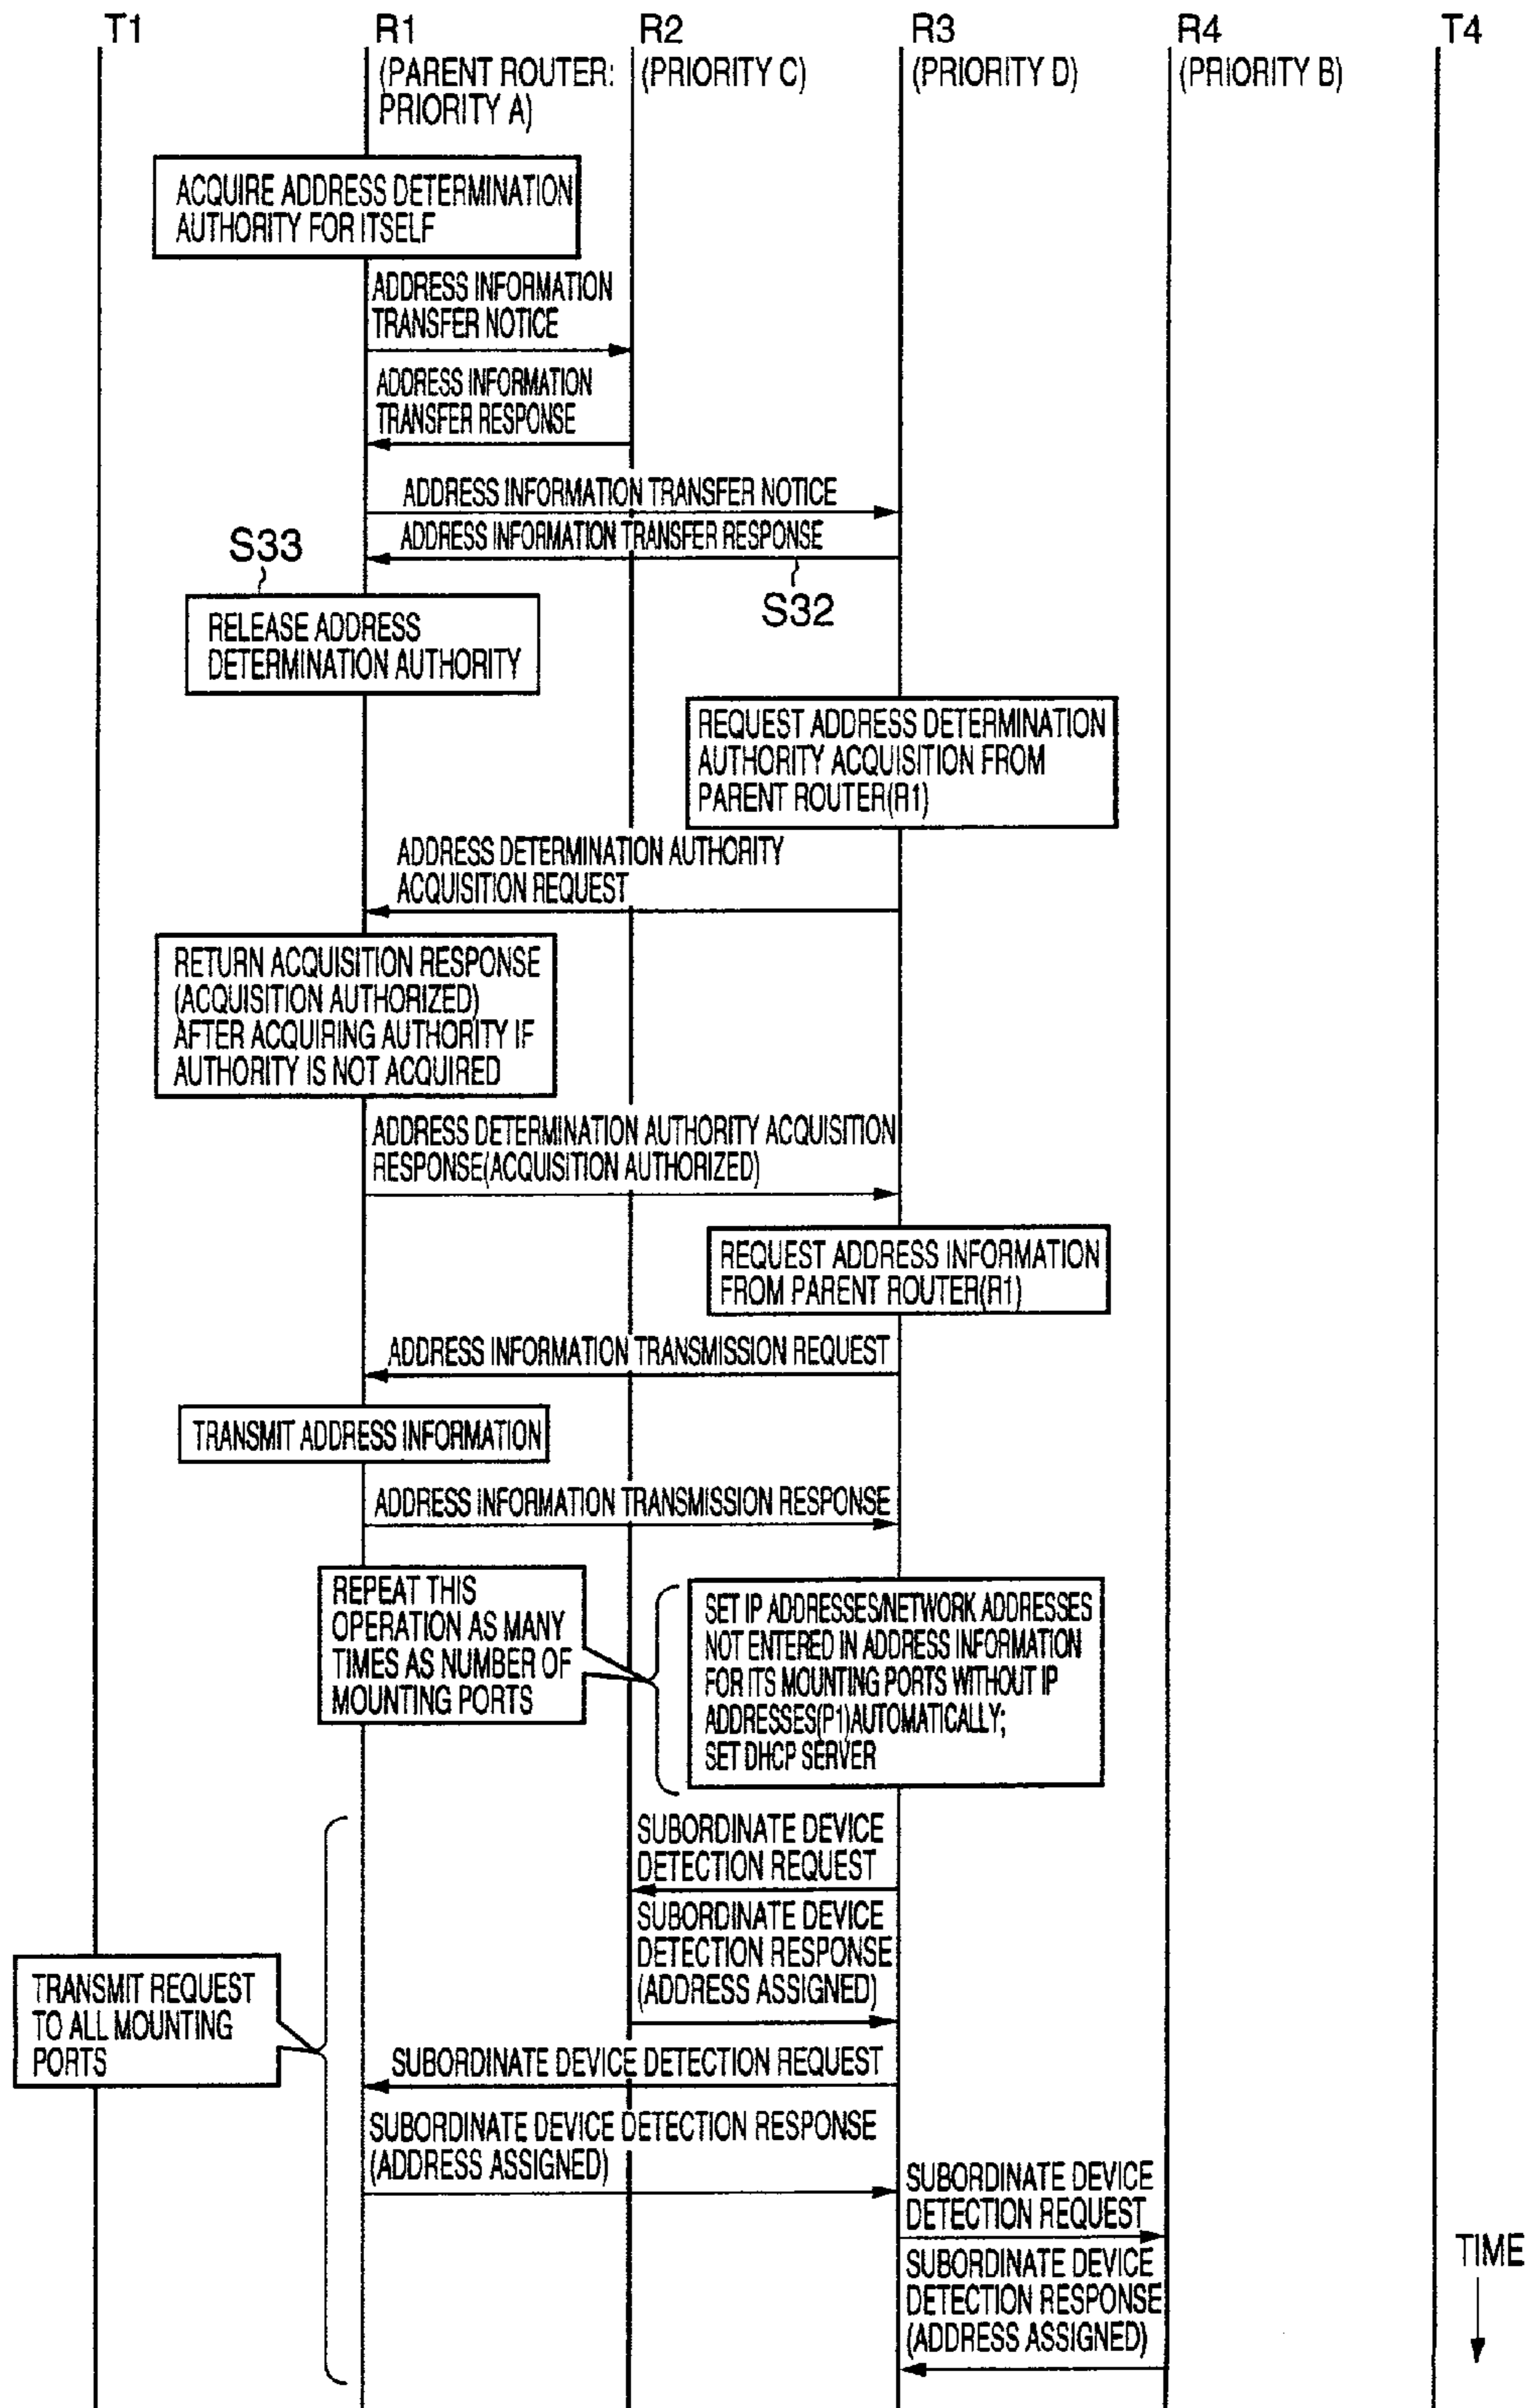 T1
R1
(PARENT ROUTER:
PRIORITY A)
R2
(PRIORITY C)
R3
(PRIORITY D)
R4
(PRIORITY B)
T4
ACQUIRE ADDRESS DETERMINATION
AUTHORITY FOR ITSELF
ADDRESS INFORMATION
TRANSFER NOTICE
ADDRESS INFORMATION
TRANSFER RESPONSE
ADDRESS INFORMATION TRANSFER NOTICE
ADDRESS INFORMATION TRANSFER RESPONSE
S33
S32
RELEASE ADDRESS
DETERMINATION AUTHORITY
REQUEST ADDRESS DETERMINATION
AUTHORITY ACQUISITION FROM
PARENT ROUTER(R1)
ADDRESS DETERMINATION AUTHORITY
ACQUISITION REQUEST
RETURN ACQUISITION RESPONSE
(ACQUISITION AUTHORIZED)
AFTER ACQUIRING AUTHORITY IF
AUTHORITY IS NOT ACQUIRED
ADDRESS DETERMINATION AUTHORITY ACQUISITION
RESPONSE(ACQUISITION AUTHORIZED)
REQUEST ADDRESS INFORMATION
FROM PARENT ROUTER(R1)
ADDRESS INFORMATION TRANSMISSION REQUEST
TRANSMIT ADDRESS INFORMATION
ADDRESS INFORMATION TRANSMISSION RESPONSE
REPEAT THIS
OPERATION AS MANY
TIMES AS NUMBER OF
MOUNTING PORTS
SET IP ADDRESSES/NETWORK ADDRESSES
NOT ENTERED IN ADDRESS INFORMATION
FOR ITS MOUNTING PORTS WITHOUT IP
ADDRESSES(P1)AUTOMATICALLY;
SET DHCP SERVER
SUBORDINATE DEVICE
DETECTION REQUEST
SUBORDINATE DEVICE
DETECTION RESPONSE
(ADDRESS ASSIGNED)
TRANSMIT REQUEST
TO ALL MOUNTING
PORTS
SUBORDINATE DEVICE DETECTION REQUEST
SUBORDINATE DEVICE DETECTION RESPONSE
(ADDRESS ASSIGNED)
SUBORDINATE DEVICE
DETECTION REQUEST
SUBORDINATE DEVICE
DETECTION RESPONSE
(ADDRESS ASSIGNED)
TIME